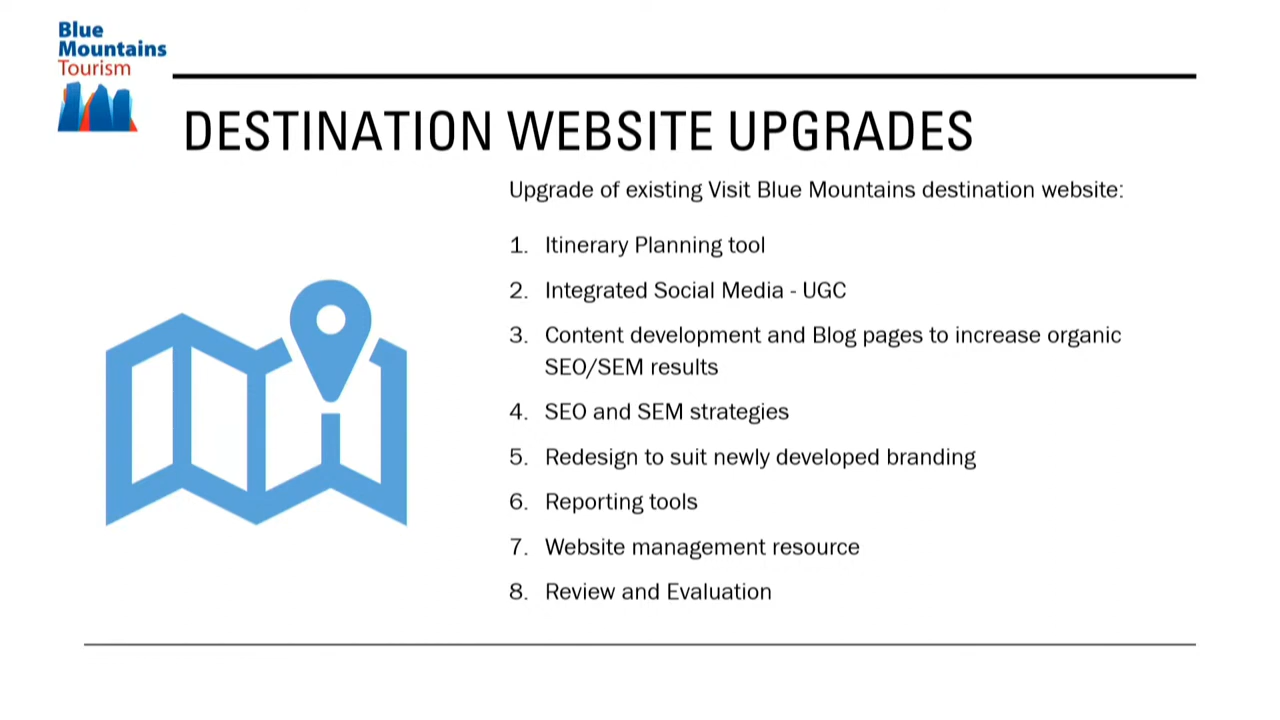 Blue
Mountains
Tourism
DESTINATION WEBSITE UPGRADES
Upgrade of existing Visit Blue Mountains destination website:
1. Itinerary Planning tool
2. Integrated Social Media - UGC
3. Content development and Blog pages to increase organic
SEO/SEM results
4. SEO and SEM strategies
5. Redesign to suit newly developed branding
6. Reporting tools
7. Website management resource
8. Review and Evaluation